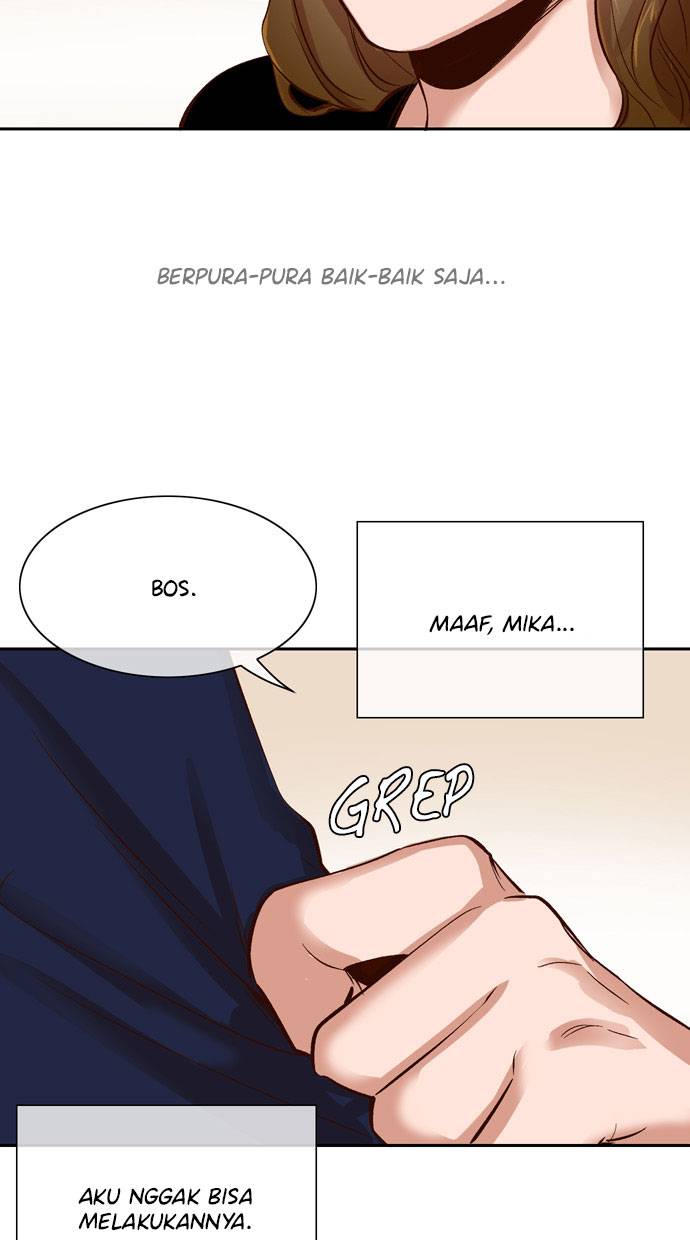 BERPURA-PURA BAIK-BAIK SAJA...
BOS.
MAAF, MIKA...
GREP
AKU NGGAK BISA
MELAKUKANNYA.